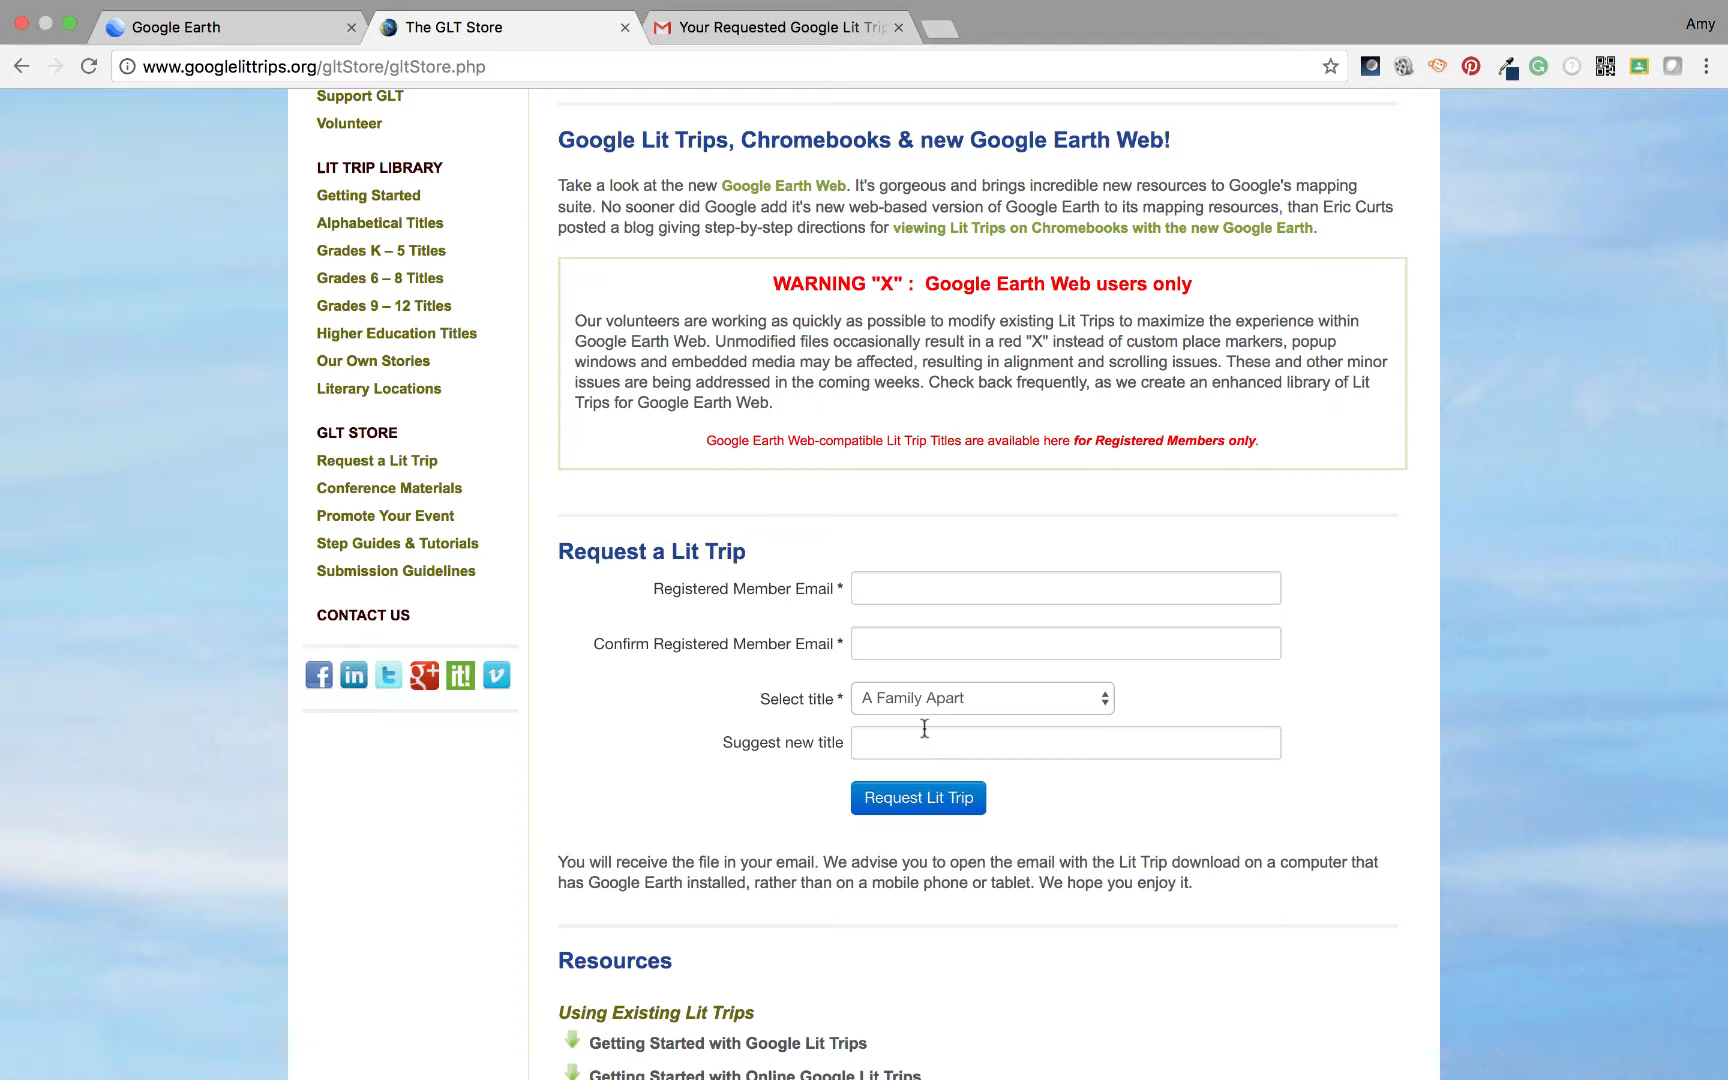 Google Earth
The GLT Store
Your Requested Google Lit Trip
Amy
www.googlelittrips.org/gltStore/gltStore.php
Support GLT
Volunteer
LIT TRIP LIBRARY
Getting Started
Alphabetical Titles
Grades K – 5 Titles
Grades 6 – 8 Titles
Grades 9 – 12 Titles
Higher Education Titles
Our Own Stories
Literary Locations
GLT STORE
Request a Lit Trip
Conference Materials
Promote Your Event
Step Guides & Tutorials
Submission Guidelines
CONTACT US
f in t g+ it! v
Google Lit Trips, Chromebooks & new Google Earth Web!
Take a look at the new Google Earth Web. It's gorgeous and brings incredible new resources to Google's mapping
suite. No sooner did Google add it's new web-based version of Google Earth to its mapping resources, than Eric Curts
posted a blog giving step-by-step directions for viewing Lit Trips on Chromebooks with the new Google Earth.
WARNING "X" : Google Earth Web users only
Our volunteers are working as quickly as possible to modify existing Lit Trips to maximize the experience within
Google Earth Web. Unmodified files occasionally result in a red "X" instead of custom place markers, popup
windows and embedded media may be affected, resulting in alignment and scrolling issues. These and other minor
issues are being addressed in the coming weeks. Check back frequently, as we create an enhanced library of Lit
Trips for Google Earth Web.
Google Earth Web-compatible Lit Trip Titles are available here for Registered Members only.
Request a Lit Trip
Registered Member Email *
Confirm Registered Member Email *
Select title * A Family Apart
Suggest new title
Request Lit Trip
You will receive the file in your email. We advise you to open the email with the Lit Trip download on a computer that
has Google Earth installed, rather than on a mobile phone or tablet. We hope you enjoy it.
Resources
Using Existing Lit Trips
Getting Started with Google Lit Trips
Getting Started with Online Google Lit Trips